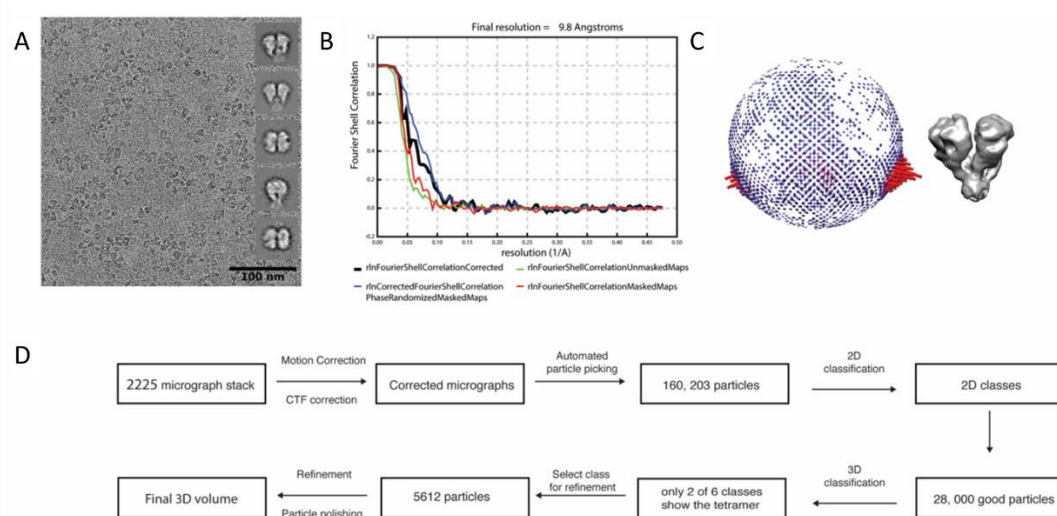 A
100 nm
B
Final resolution = 9.8 Angstroms
Fourier Shell Correlation
1.2
1.0
0.8
0.6
0.4
0.2
0.0
-0.2
0.00 0.05 0.10 0.15 0.20 0.25 0.30 0.35 0.40 0.45 0.50
resolution (1/A)
rlnFourierShellCorrelationCorrected
rlnFourierShellCorrelationUnmaskedMaps
rlnCorrectedFourierShellCorrelation
PhaseRandomizedMaskedMaps
rlnFourierShellCorrelationMaskedMaps
C
D
2225 micrograph stack
Motion Correction
CTF correction
Corrected micrographs
Automated
particle picking
160, 203 particles
2D
classification
2D classes
28, 000 good particles
3D
classification
only 2 of 6 classes
show the tetramer
Select class
for refinement
5612 particles
Refinement
Particle polishing
Final 3D volume